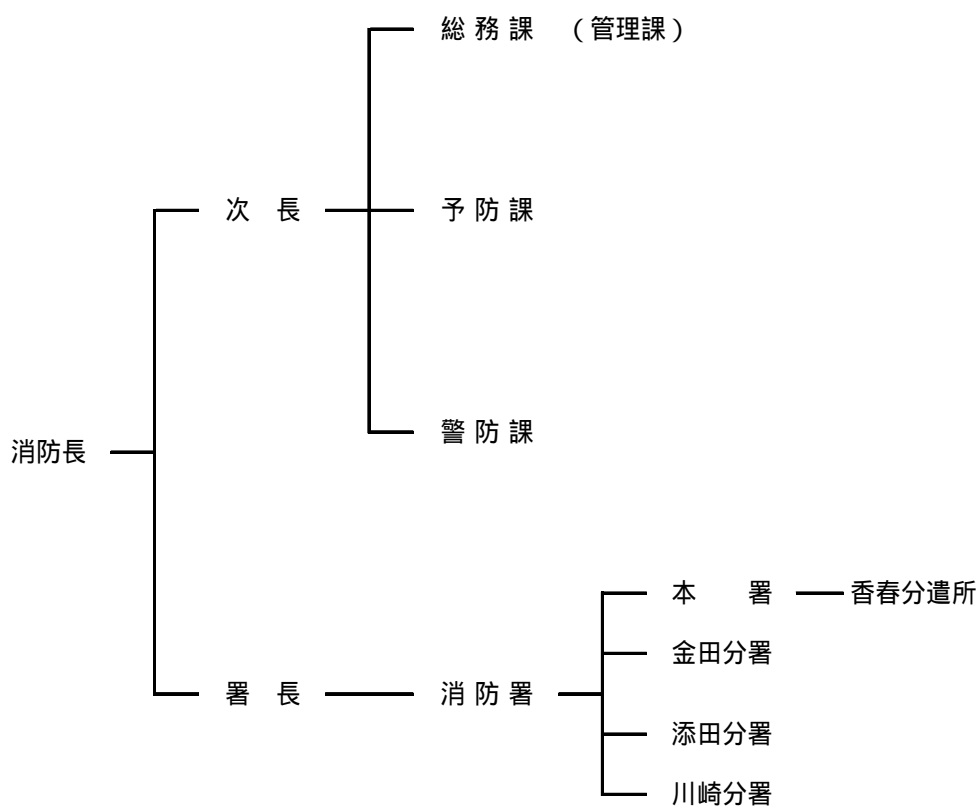 総務課 (管理課)
次長
予防課
警防課
消防長
本署
香春分遣所
金田分署
署長
消防署
添田分署
川崎分署